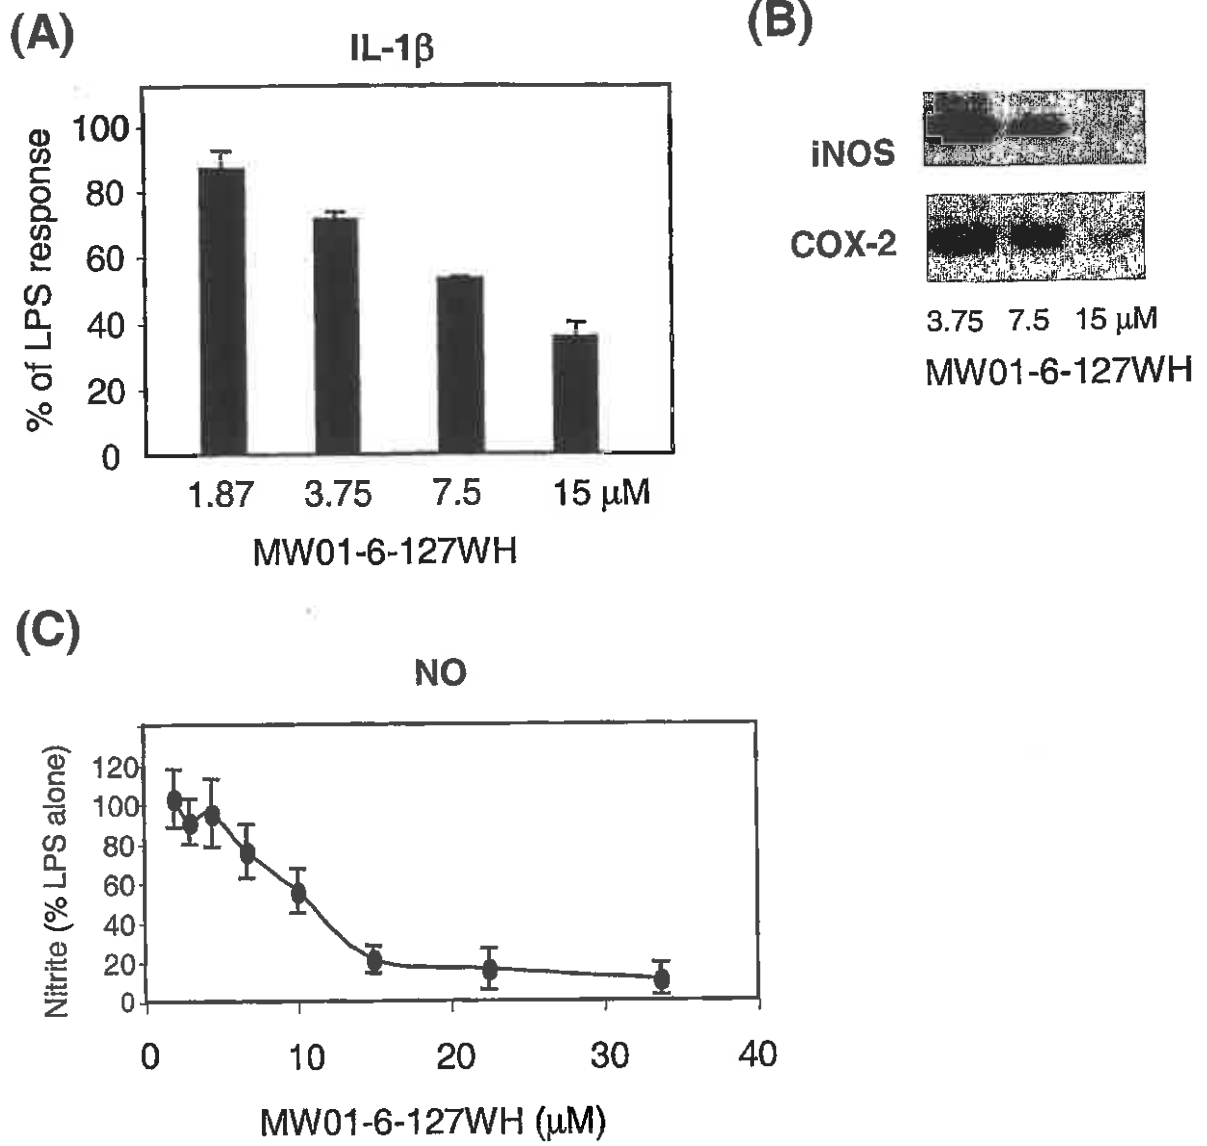 (A)
IL-1β
% of LPS response
100
80
60
40
20
0
1.87 3.75 7.5 15 μM
MW01-6-127WH
(B)
iNOS
COX-2
3.75 7.5 15 μM
MW01-6-127WH
(C)
NO
Nitrite (% LPS alone)
120
100
80
60
40
20
0
0 10 20 30 40
MW01-6-127WH (μM)